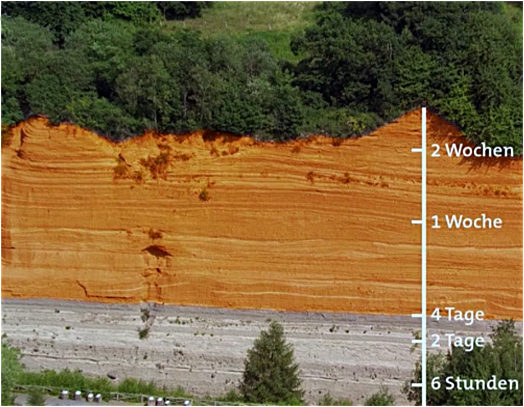 2 Wochen
1 Woche
4 Tage
2 Tage
6 Stunden